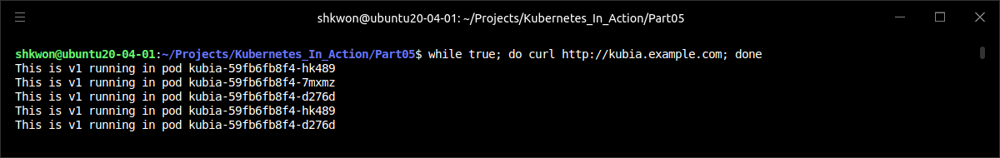 shkwon@ubuntu20-04-01: ~/Projects/Kubernetes_In_Action/Part05
shkwon@ubuntu20-04-01:~/Projects/Kubernetes_In_Action/Part05$ while true; do curl http://kubia.example.com; done
This is v1 running in pod kubia-59fb6fb8f4-hk489
This is v1 running in pod kubia-59fb6fb8f4-7mxmz
This is v1 running in pod kubia-59fb6fb8f4-d276d
This is v1 running in pod kubia-59fb6fb8f4-hk489
This is v1 running in pod kubia-59fb6fb8f4-d276d